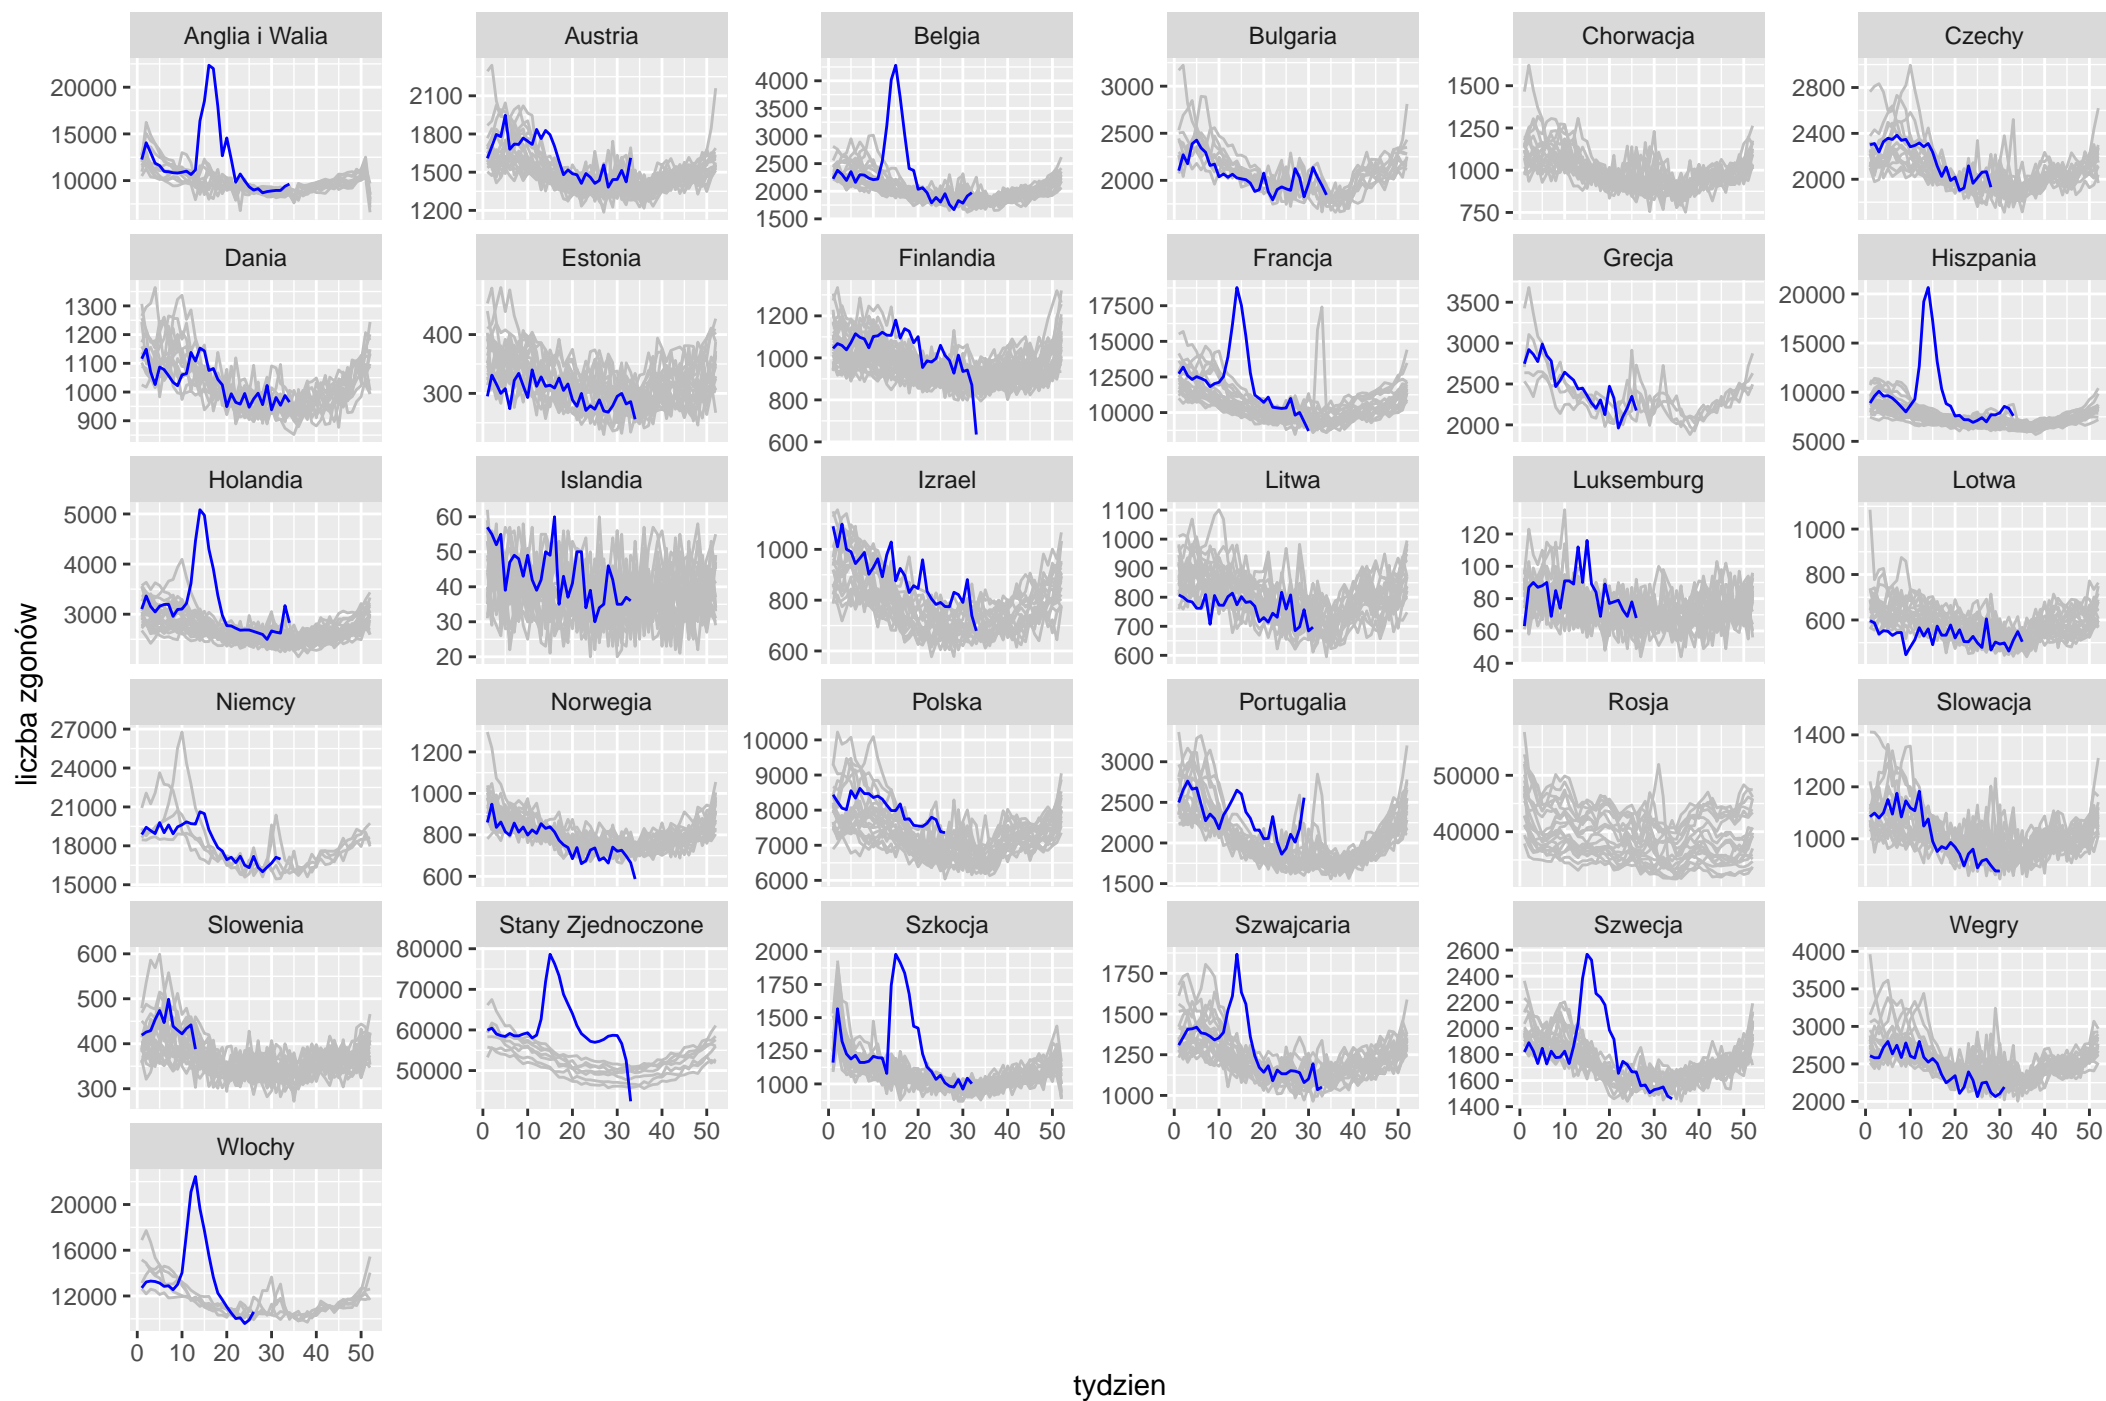 Anglia i Walia Austria Belgia Bulgaria Chorwacja Czechy
20000 15000 10000
2100 1800 1500 1200
4000 3500 3000 2500 2000 1500
3000 2500 2000
1500 1250 1000 750
2800 2400 2000
Dania Estonia Finlandia Francja Grecja Hiszpania
1300 1200 1100 1000 900
400 300
1200 1000 800 600
17500 15000 12500 10000
3500 3000 2500 2000
20000 15000 10000 5000
Holandia Islandia Izrael Litwa Luksemburg Lotwa
5000 4000 3000
60 50 40 30 20
1000 800 600
1100 1000 900 800 700 600
120 100 80 60 40
1000 800 600
liczba zgonów
Niemcy Norwegia Polska Portugalia Rosja Slowacja
27000 24000 21000 18000 15000
1200 1000 800 600
10000 9000 8000 7000 6000
3000 2500 2000 1500
50000 40000
1400 1200 1000
Slowenia Stany Zjednoczone Szkocja Szwajcaria Szwecja Wegry
600 500 400 300
80000 70000 60000 50000
2000 1750 1500 1250 1000
1750 1500 1250 1000
2600 2400 2200 2000 1800 1600 1400
4000 3500 3000 2500 2000
0 10 20 30 40 50
0 10 20 30 40 50
0 10 20 30 40 50
0 10 20 30 40 50
0 10 20 30 40 50
Wlochy
20000 16000 12000
0 10 20 30 40 50
tydzien